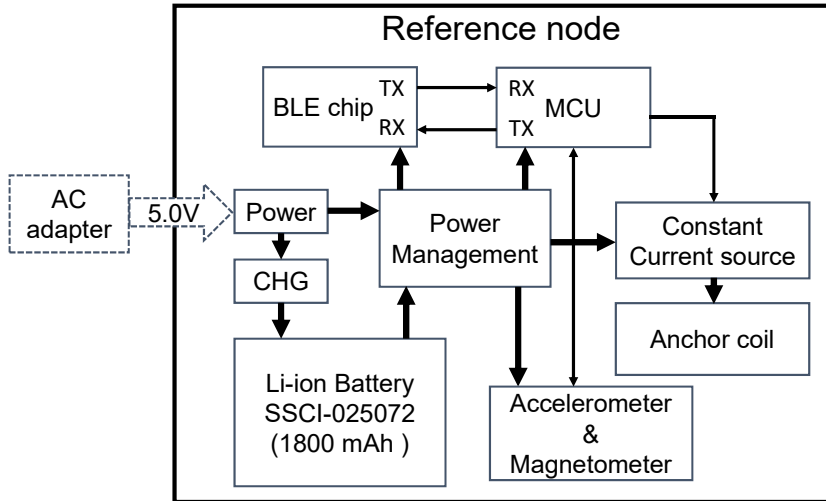 Reference node
BLE chip
TX
RX
RX
TX
MCU
AC
adapter
5.0V
Power
Power
Management
Constant
Current source
CHG
Anchor coil
Li-ion Battery
SSCI-025072
(1800 mAh )
Accelerometer
&
Magnetometer